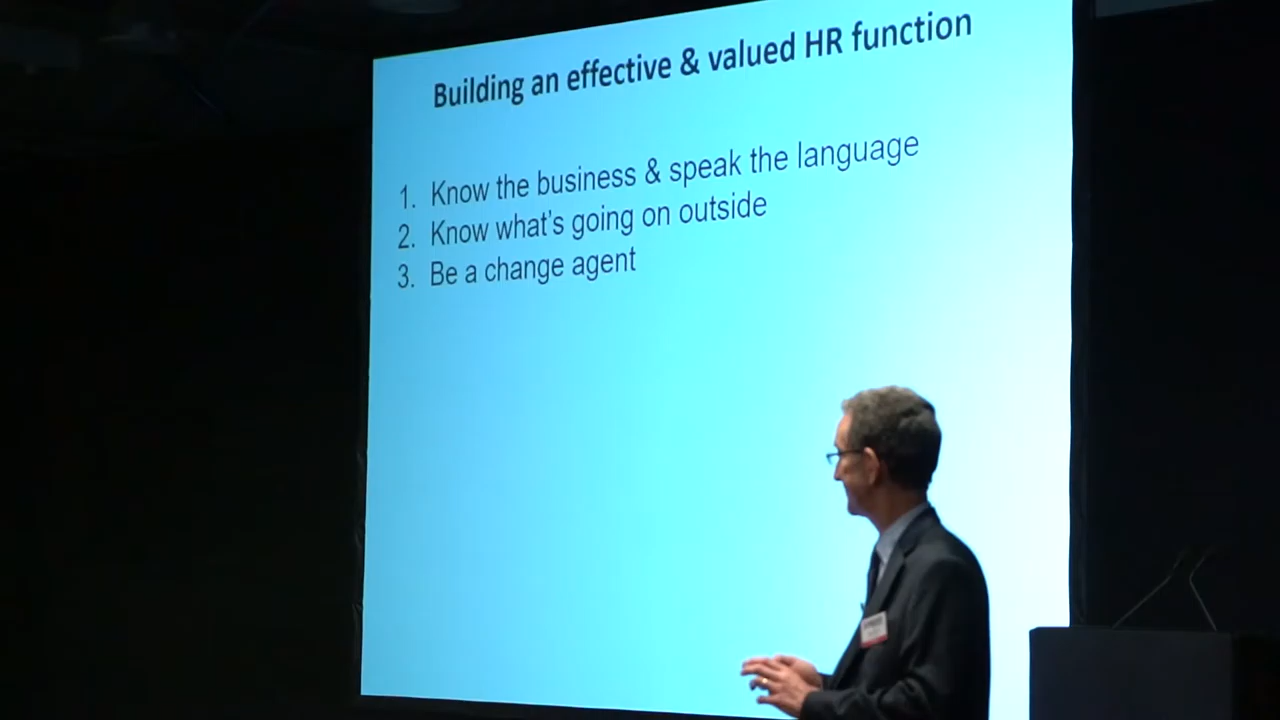 Building an effective & valued HR function
1. Know the business & speak the language
2. Know what's going on outside
3. Be a change agent